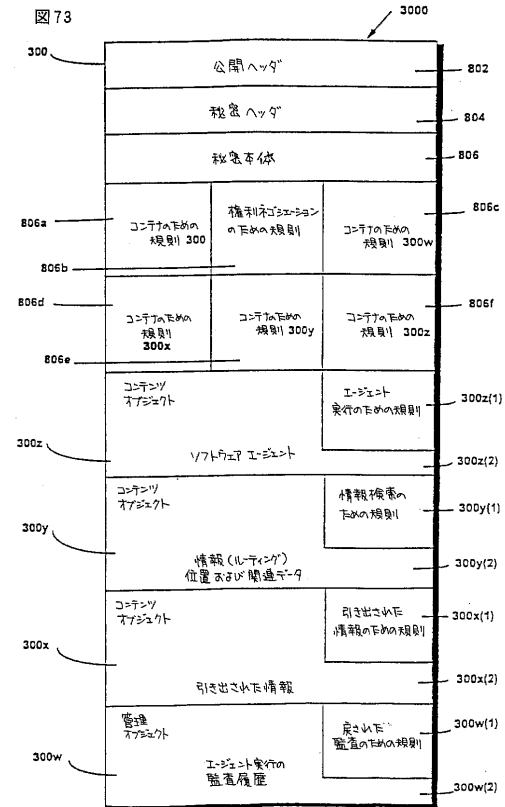 図73
3000
300
公開ヘッダ
802
秘密ヘッダ
804
秘密本体
806
806a
コンテナのための
規則 300
806b
権利ネゴシエーション
のための規則
コンテナのための
規則 300w
806c
806d
コンテナのための
規則
300x
806e
コンテナのための
規則 300y
コンテナのための
規則 300z
806f
コンテンツ
オブジェクト
エージェント
実行のための規則
300z(1)
300z
ソフトウェア エージェント
300z(2)
コンテンツ
オブジェクト
情報検索の
ための規則
300y(1)
300y
情報(ルーティング)
位置および関連データ
300y(2)
コンテンツ
オブジェクト
引き出された
情報のための規則
300x(1)
300x
引き出された情報
300x(2)
管理
オブジェクト
戻された
監査のための規則
300w(1)
300w
エージェント実行の
監査履歴
300w(2)